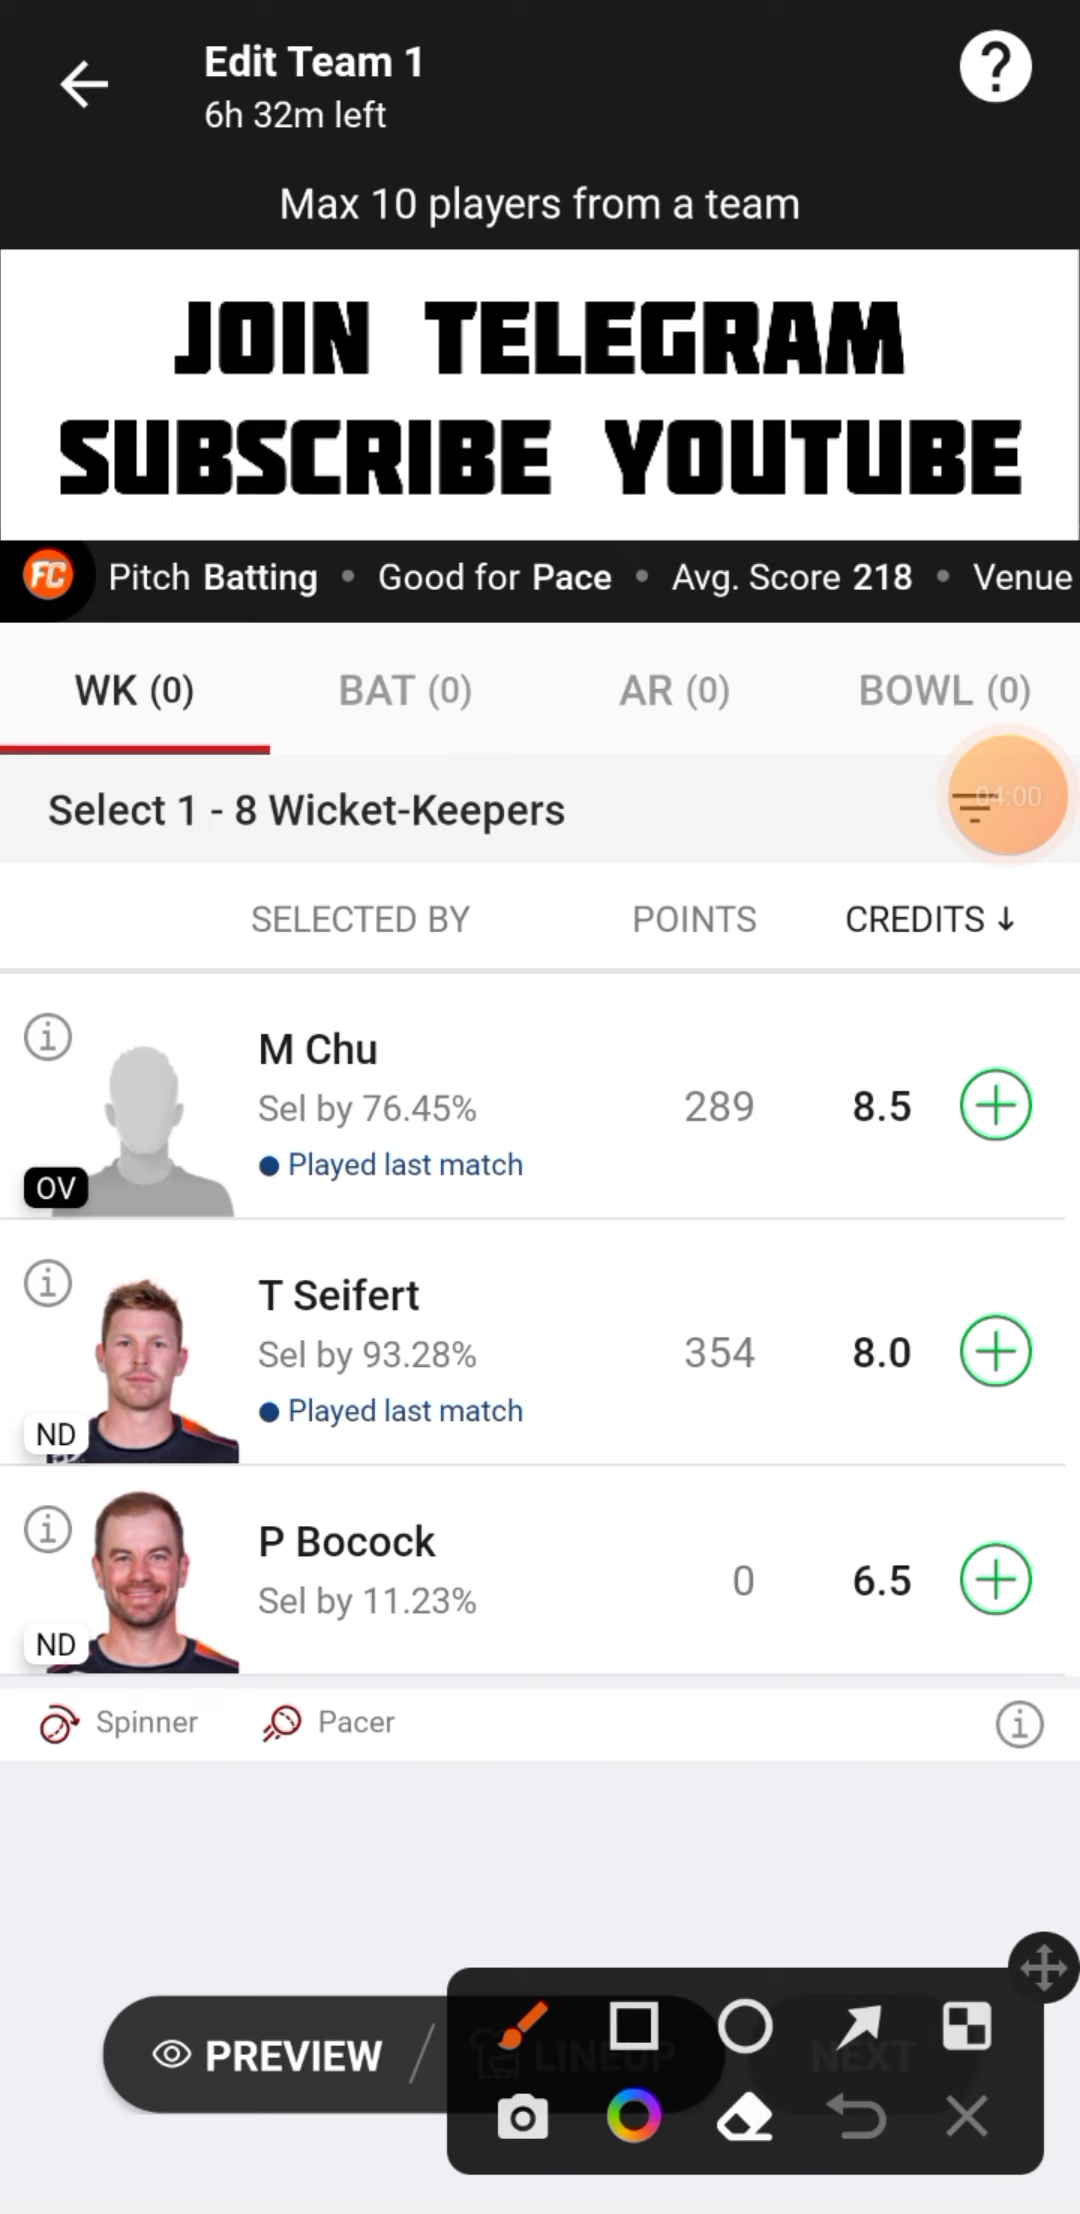 Edit Team 1
6h 32m left
Max 10 players from a team
JOIN TELEGRAM
SUBSCRIBE YOUTUBE
FC Pitch Batting • Good for Pace • Avg. Score 218 • Venue
WK (0) BAT (0) AR (0) BOWL (0)
Select 1 - 8 Wicket-Keepers 04:00
SELECTED BY POINTS CREDITS ↓
M Chu
Sel by 76.45% 289 8.5
Played last match
OV
T Seifert
Sel by 93.28% 354 8.0
Played last match
ND
P Bocock
Sel by 11.23% 0 6.5
ND
Spinner Pacer
PREVIEW / LINEUP NEXT